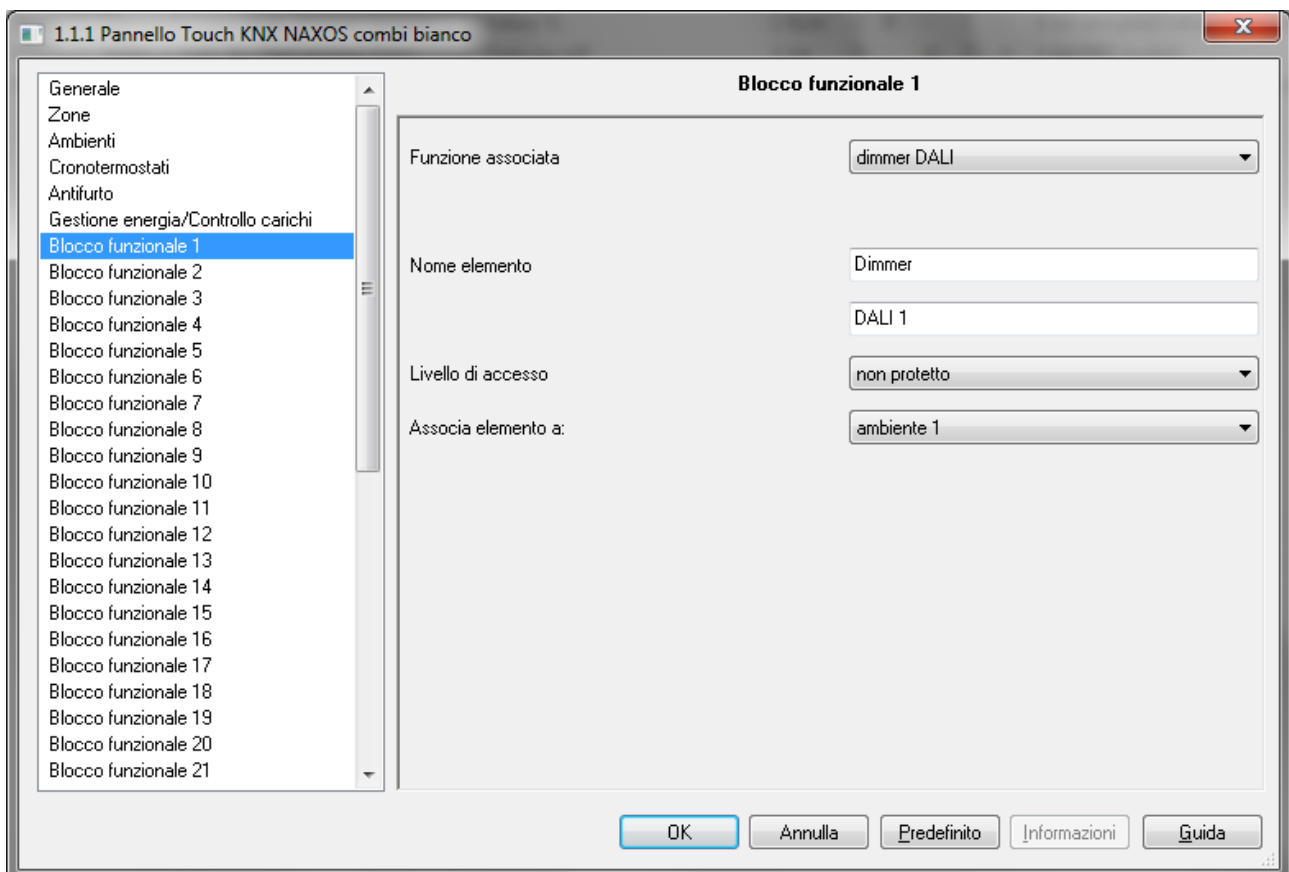 1.1.1 Pannello Touch KNX NAXOS combi bianco
Generale
Zone
Ambienti
Cronotermostati
Antifurto
Gestione energia/Controllo carichi
Blocco funzionale 1
Blocco funzionale 2
Blocco funzionale 3
Blocco funzionale 4
Blocco funzionale 5
Blocco funzionale 6
Blocco funzionale 7
Blocco funzionale 8
Blocco funzionale 9
Blocco funzionale 10
Blocco funzionale 11
Blocco funzionale 12
Blocco funzionale 13
Blocco funzionale 14
Blocco funzionale 15
Blocco funzionale 16
Blocco funzionale 17
Blocco funzionale 18
Blocco funzionale 19
Blocco funzionale 20
Blocco funzionale 21
Blocco funzionale 1
Funzione associata dimmer DALI
Nome elemento Dimmer
DALI 1
Livello di accesso non protetto
Associa elemento a: ambiente 1
OK Annulla Predefinito Informazioni Guida